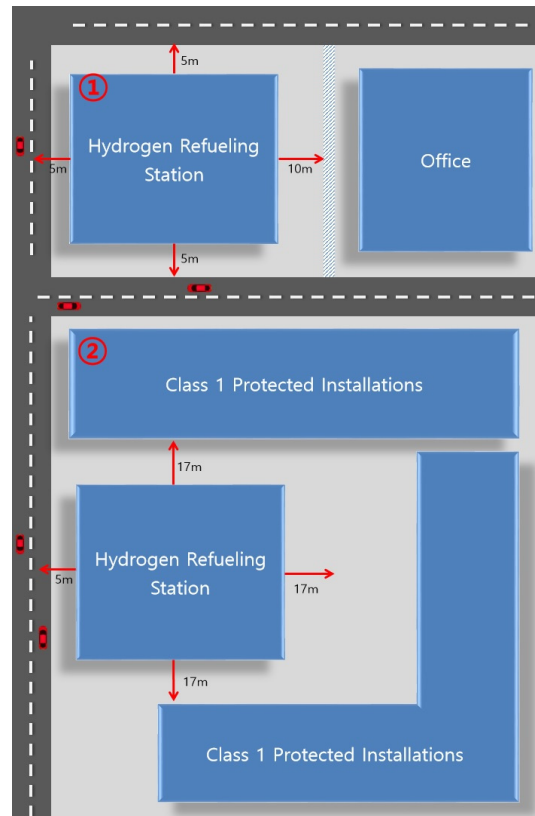 ①
5m
Hydrogen Refueling
Station
5m
10m
5m
Office
②
Class 1 Protected Installations
17m
Hydrogen Refueling
Station
5m
17m
17m
Class 1 Protected Installations